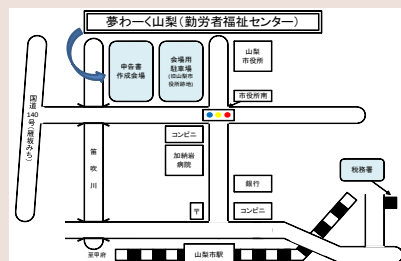 夢わーく山梨(勤労者福祉センター)
申告書
作成会場
会場用
駐車場
(旧山梨市
役所跡地)
山梨
市役所
市役所南
国道140号(雁坂みち)
笛吹川
コンビニ
加納岩
病院
税務署
銀行
〒
コンビニ
至甲府
山梨市駅